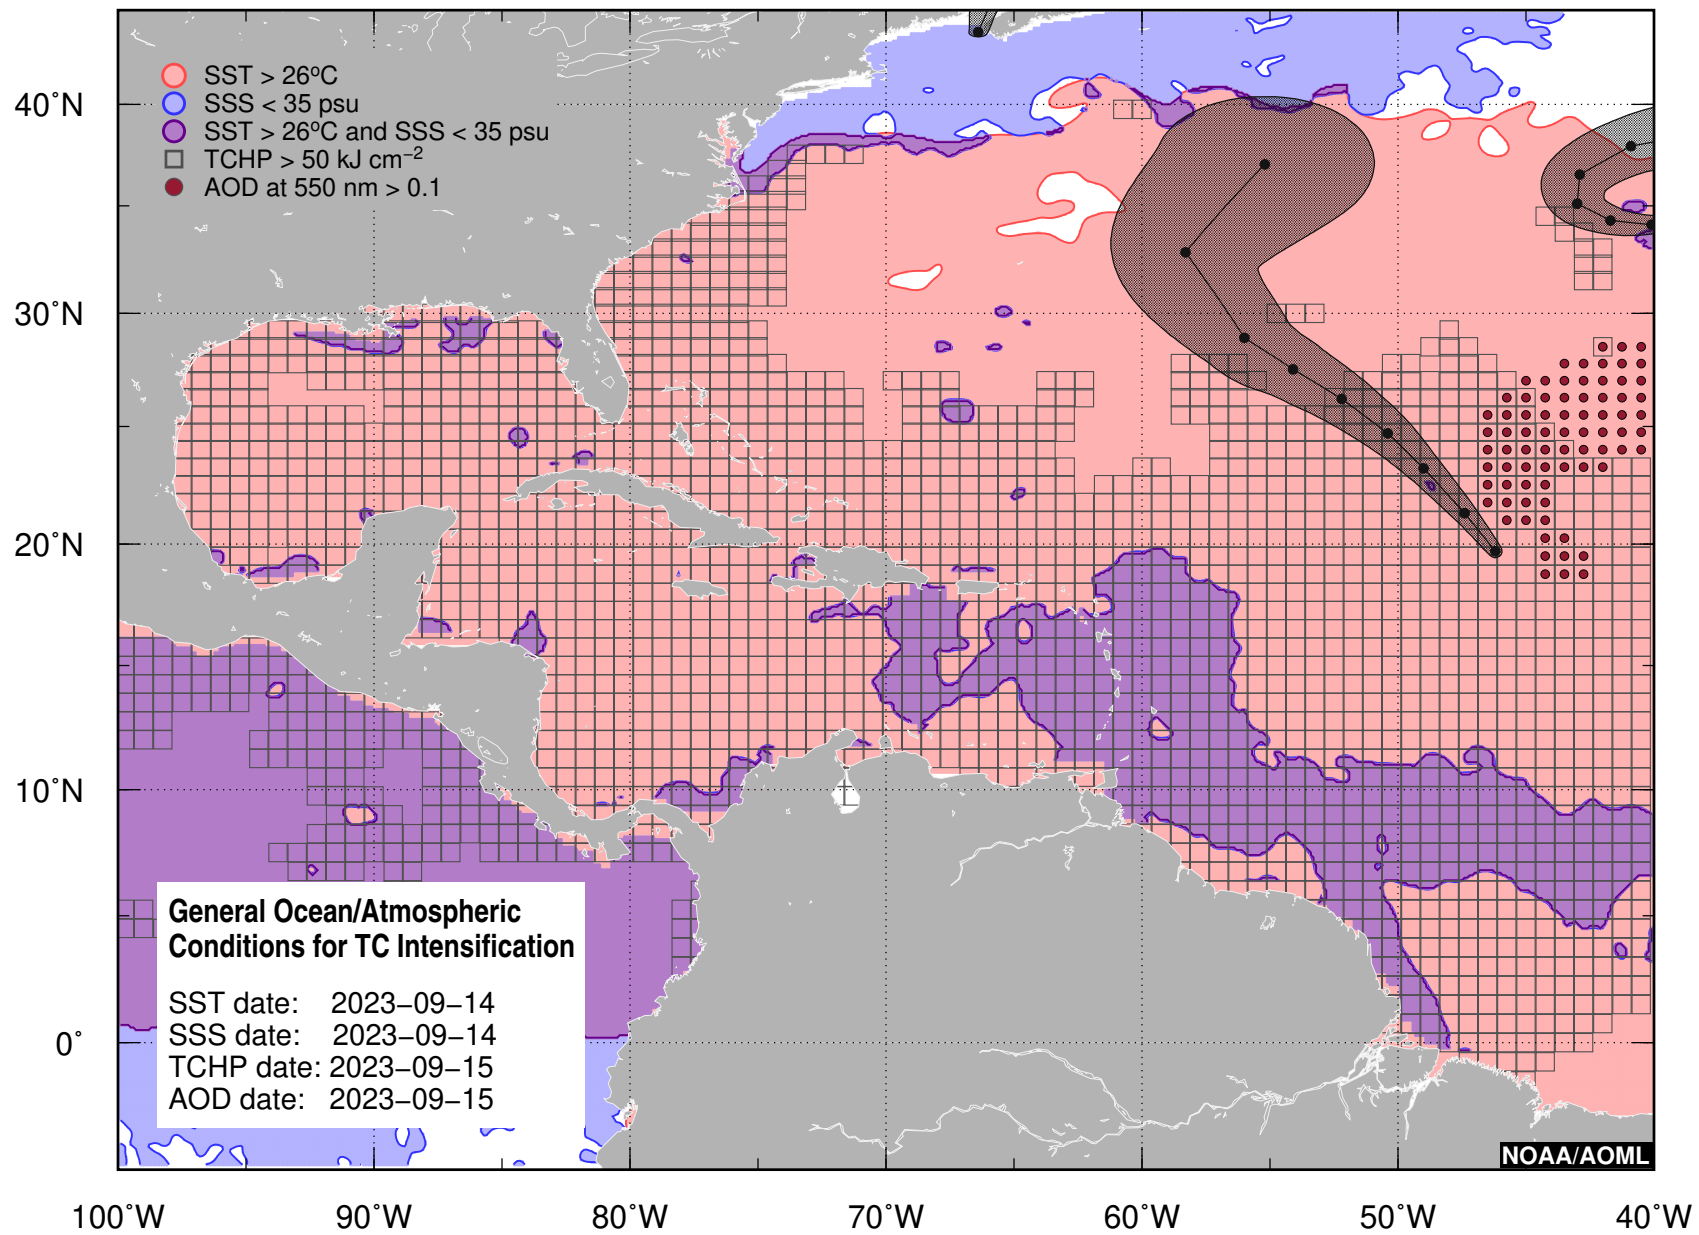 SST > 26°C
SSS < 35 psu
SST > 26°C and SSS < 35 psu
TCHP > 50 kJ cm⁻²
AOD at 550 nm > 0.1
40°N
30°N
20°N
10°N
0°
General Ocean/Atmospheric
Conditions for TC Intensification
SST date: 2023−09−14
SSS date: 2023−09−14
TCHP date: 2023−09−15
AOD date: 2023−09−15
NOAA/AOML
100°W 90°W 80°W 70°W 60°W 50°W 40°W